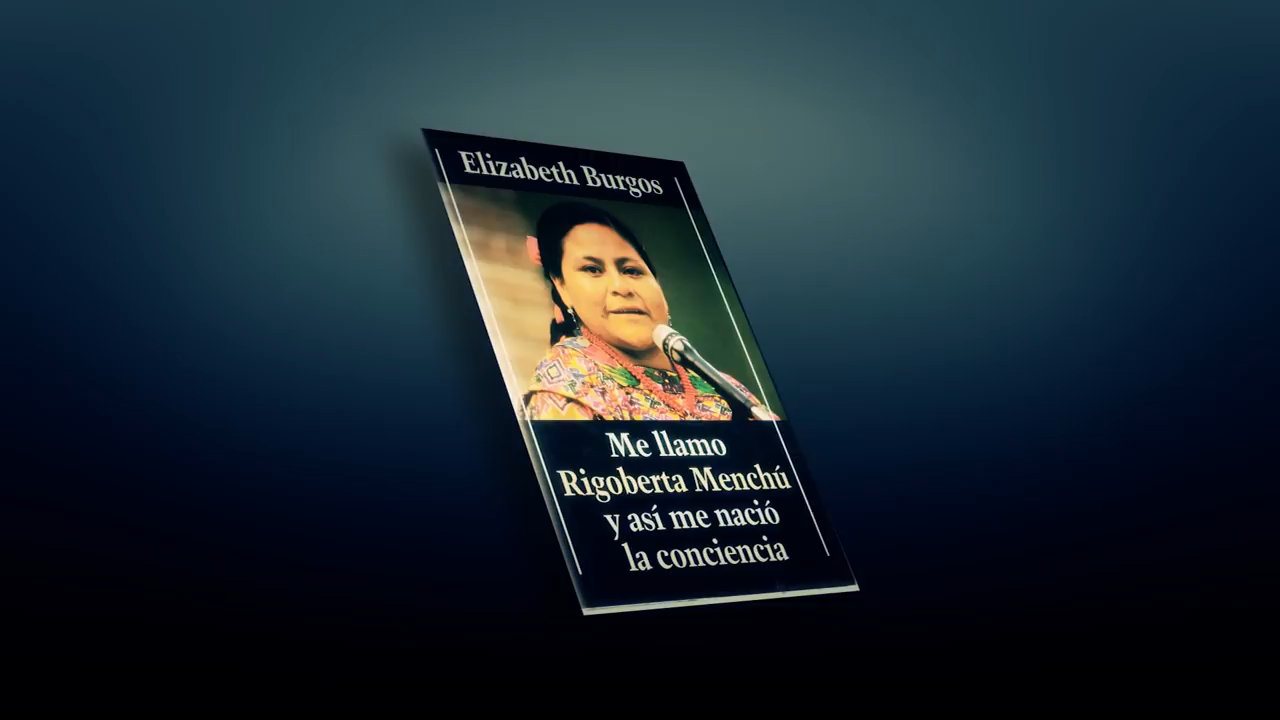 Elizabeth Burgos
Me llamo
Rigoberta Menchú
y así me nació
la conciencia